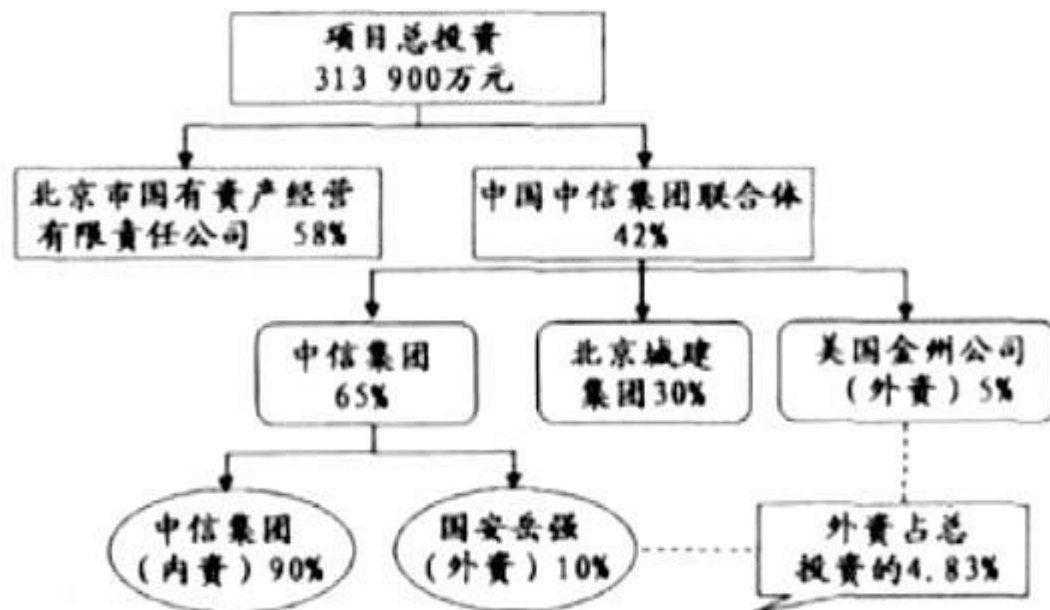 项目总投资
313 900万元
北京市国有资产经营
有限责任公司 58%
中国中信集团联合体
42%
中信集团
65%
北京城建
集团30%
美国金州公司
(外资)5%
中信集团
(内资)90%
国安岳强
(外资)10%
外资占总
投资的4.83%